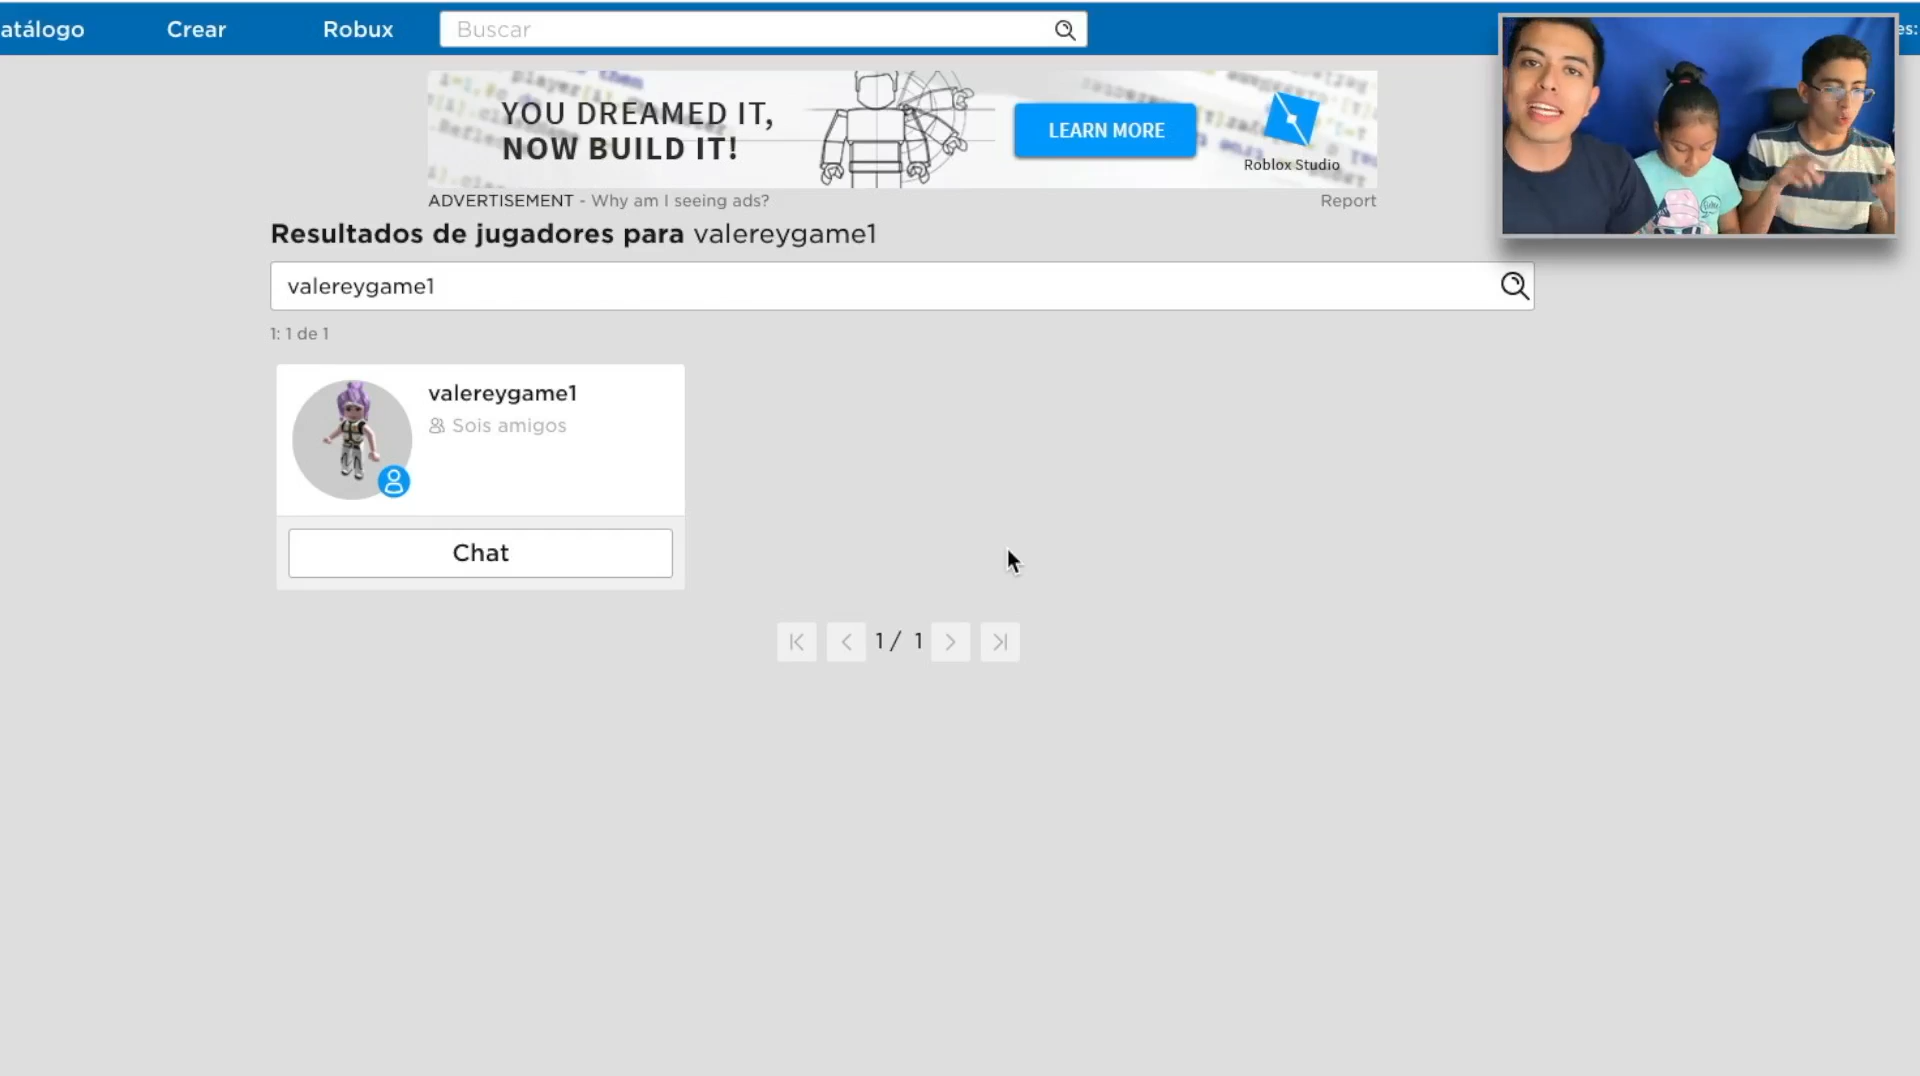 atálogo
Crear
Robux
Buscar
es:
YOU DREAMED IT,
NOW BUILD IT!
LEARN MORE
Roblox Studio
ADVERTISEMENT - Why am I seeing ads?
Report
Resultados de jugadores para valereygame1
valereygame1
1: 1 de 1
valereygame1
Sois amigos
Chat
1 / 1